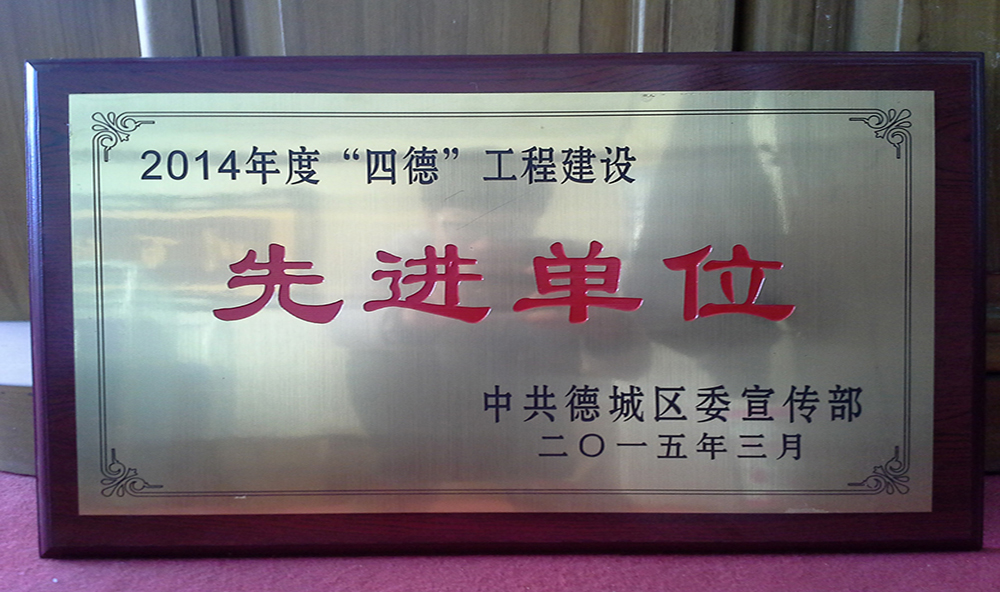 2014年度“四德”工程建设
先进单位
中共德城区委宣传部
二〇一五年三月